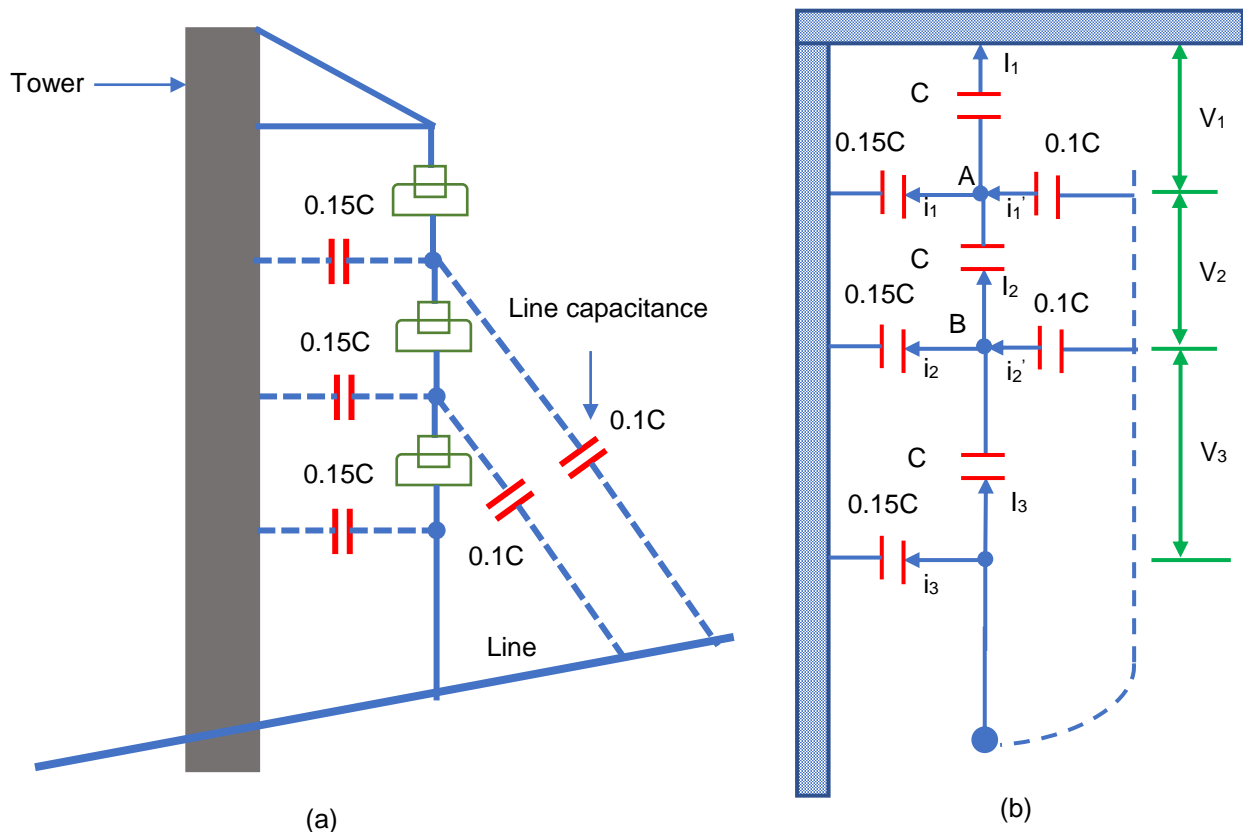 Tower
0.15C
0.15C
0.15C
Line capacitance
0.1C
0.1C
Line
(a)
I₁
C
V₁
0.15C
0.1C
A
i₁
i₁’
C
I₂
V₂
0.15C
0.1C
B
i₂
i₂’
C
V₃
I₃
0.15C
i₃
(b)